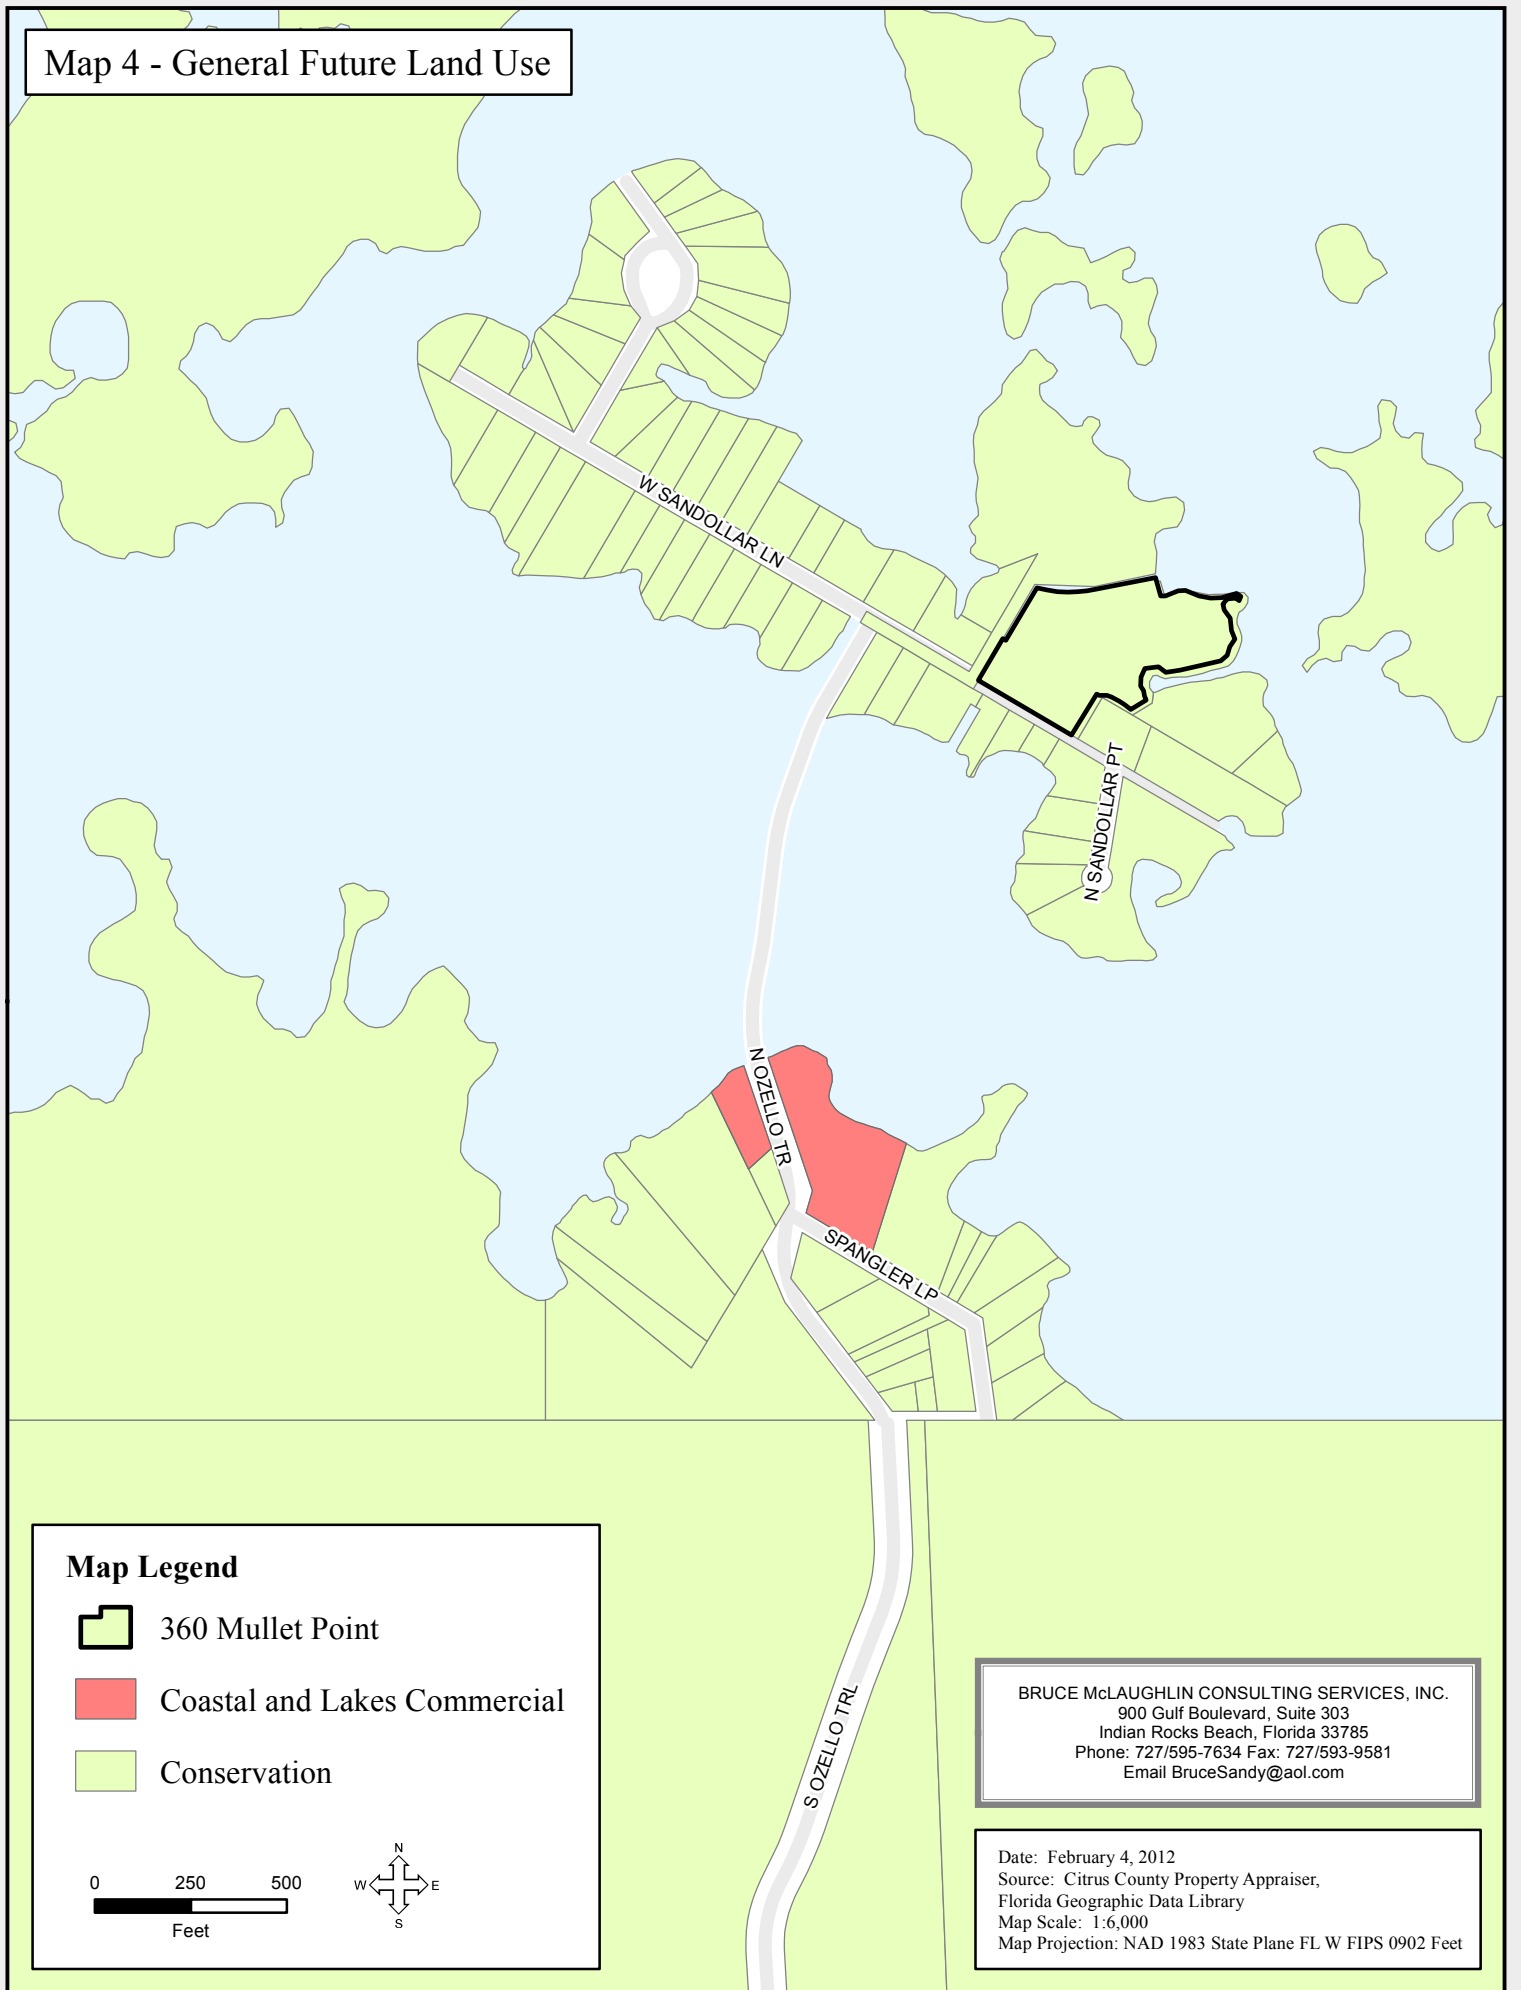 Map 4 - General Future Land Use
W SANDOLLAR LN
N SANDOLLAR PT
N OZELLO TR
SPANGLER LP
S OZELLO TRL
Map Legend
360 Mullet Point
Coastal and Lakes Commercial
Conservation
0 250 500
Feet
N
W E
S
BRUCE McLAUGHLIN CONSULTING SERVICES, INC.
900 Gulf Boulevard, Suite 303
Indian Rocks Beach, Florida 33785
Phone: 727/595-7634 Fax: 727/593-9581
Email BruceSandy@aol.com
Date: February 4, 2012
Source: Citrus County Property Appraiser,
Florida Geographic Data Library
Map Scale: 1:6,000
Map Projection: NAD 1983 State Plane FL W FIPS 0902 Feet